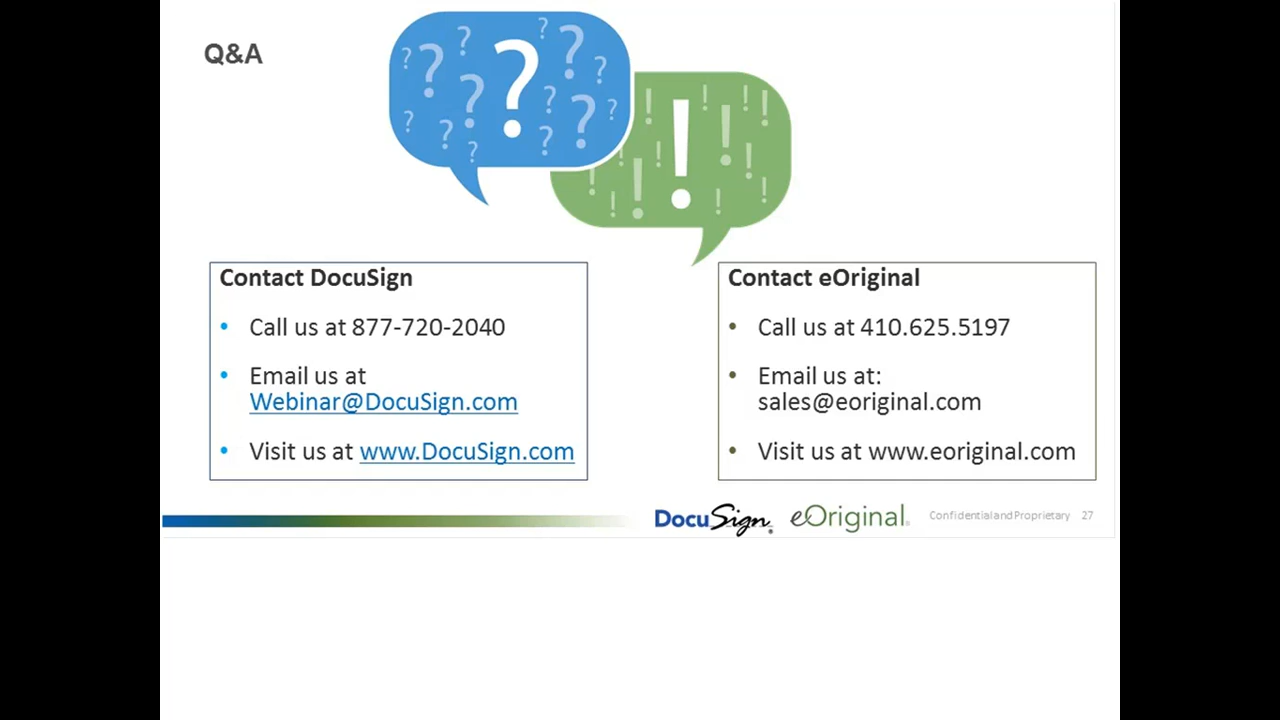 Q&A
Contact DocuSign
• Call us at 877-720-2040
• Email us at
Webinar@DocuSign.com
• Visit us at www.DocuSign.com
Contact eOriginal
• Call us at 410.625.5197
• Email us at:
sales@eoriginal.com
• Visit us at www.eoriginal.com
DocuSign® eOriginal® Confidential and Proprietary 27